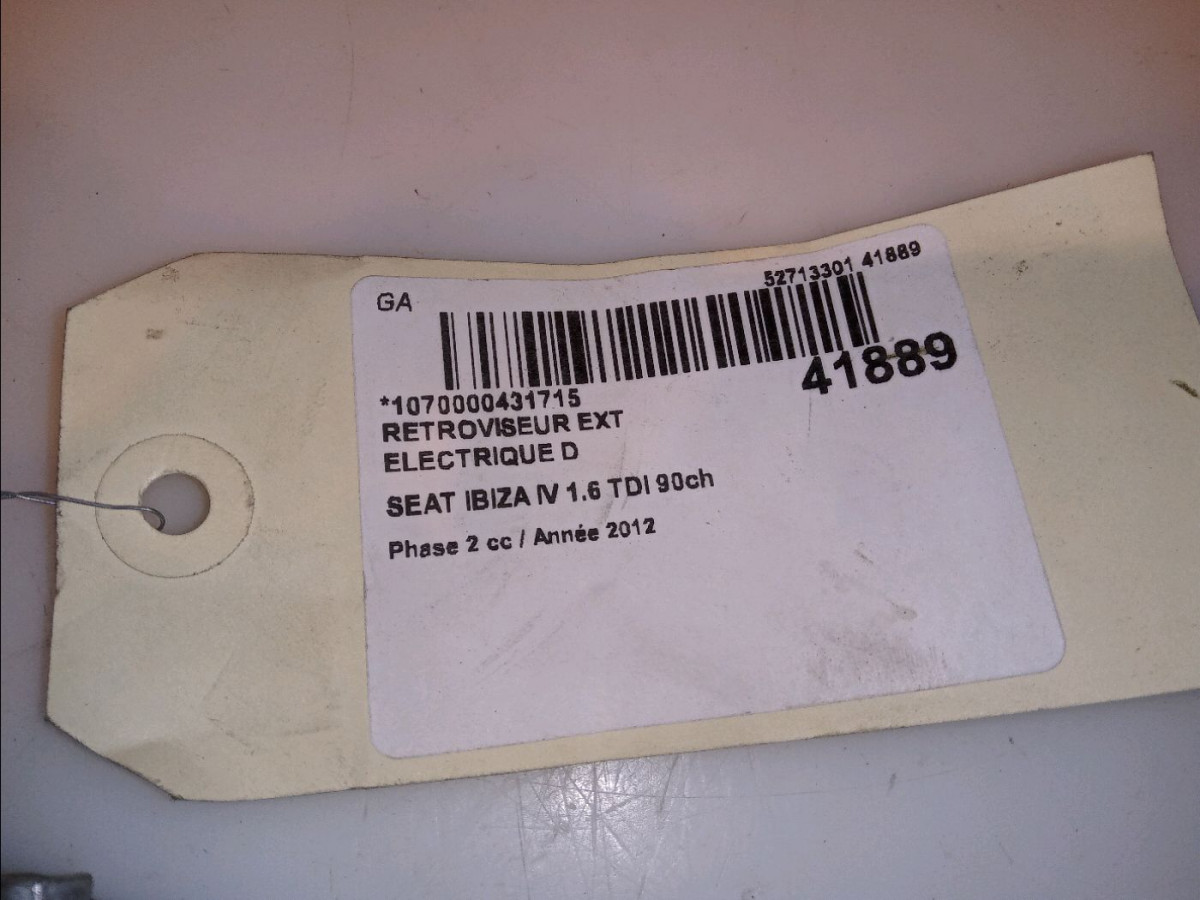 GA
52713301 41889
41889
*1070000431715
RETROVISEUR EXT
ELECTRIQUE D
SEAT IBIZA IV 1.6 TDI 90ch
Phase 2 cc / Année 2012